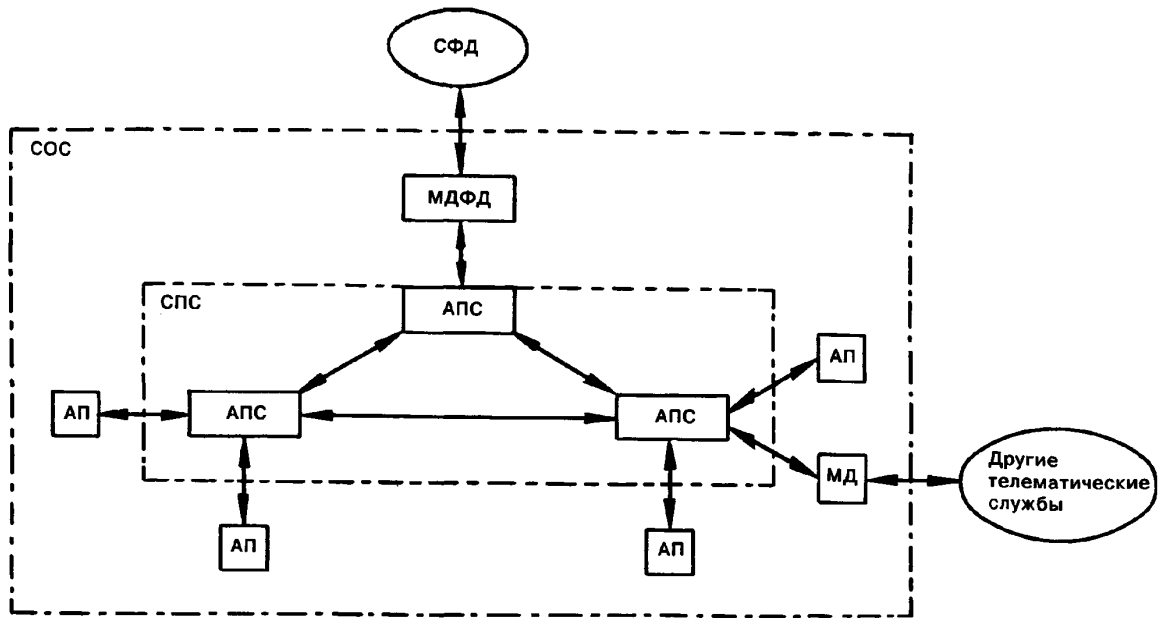 СФД
СОС
МДФД
СПС
АПС
АП
АП
АПС
АПС
МД
Другие
телематические
службы
АП
АП